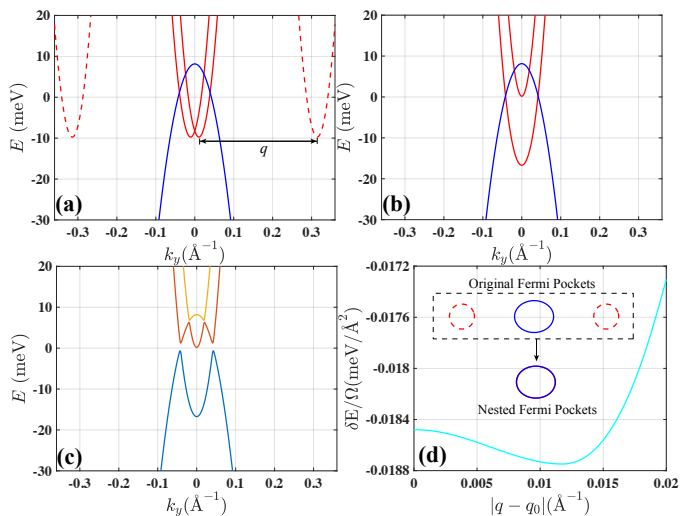 20
10
0
-10
-20
-30
E (meV)
q
(a)
-0.3 -0.2 -0.1 0 0.1 0.2 0.3
k_y(Å⁻¹)
20
10
0
-10
-20
-30
E (meV)
(b)
-0.3 -0.2 -0.1 0 0.1 0.2 0.3
k_y(Å⁻¹)
20
10
0
-10
-20
-30
E (meV)
(c)
-0.3 -0.2 -0.1 0 0.1 0.2 0.3
k_y(Å⁻¹)
-0.0172
-0.0176
-0.018
-0.0184
-0.0188
δE/Ω(meV/Å²)
Original Fermi Pockets
Nested Fermi Pockets
(d)
0 0.005 0.01 0.015 0.02
|q − q₀|(Å⁻¹)